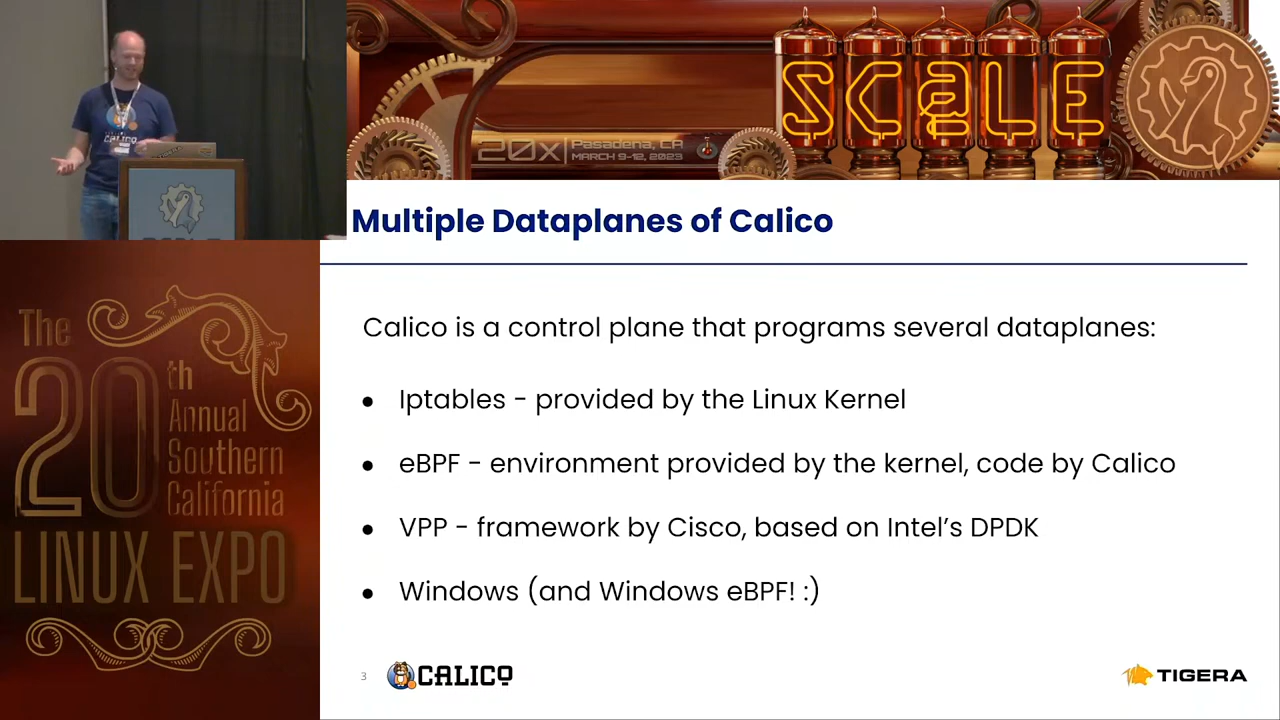 CALICO
SCaLE
20x
Pasadena, CA
MARCH 9-12, 2023
Multiple Dataplanes of Calico
Calico is a control plane that programs several dataplanes:
● Iptables - provided by the Linux Kernel
● eBPF - environment provided by the kernel, code by Calico
● VPP - framework by Cisco, based on Intel's DPDK
● Windows (and Windows eBPF! :)
3
CALICO
TIGERA
The
20th
Annual
Southern
California
LINUX EXPO